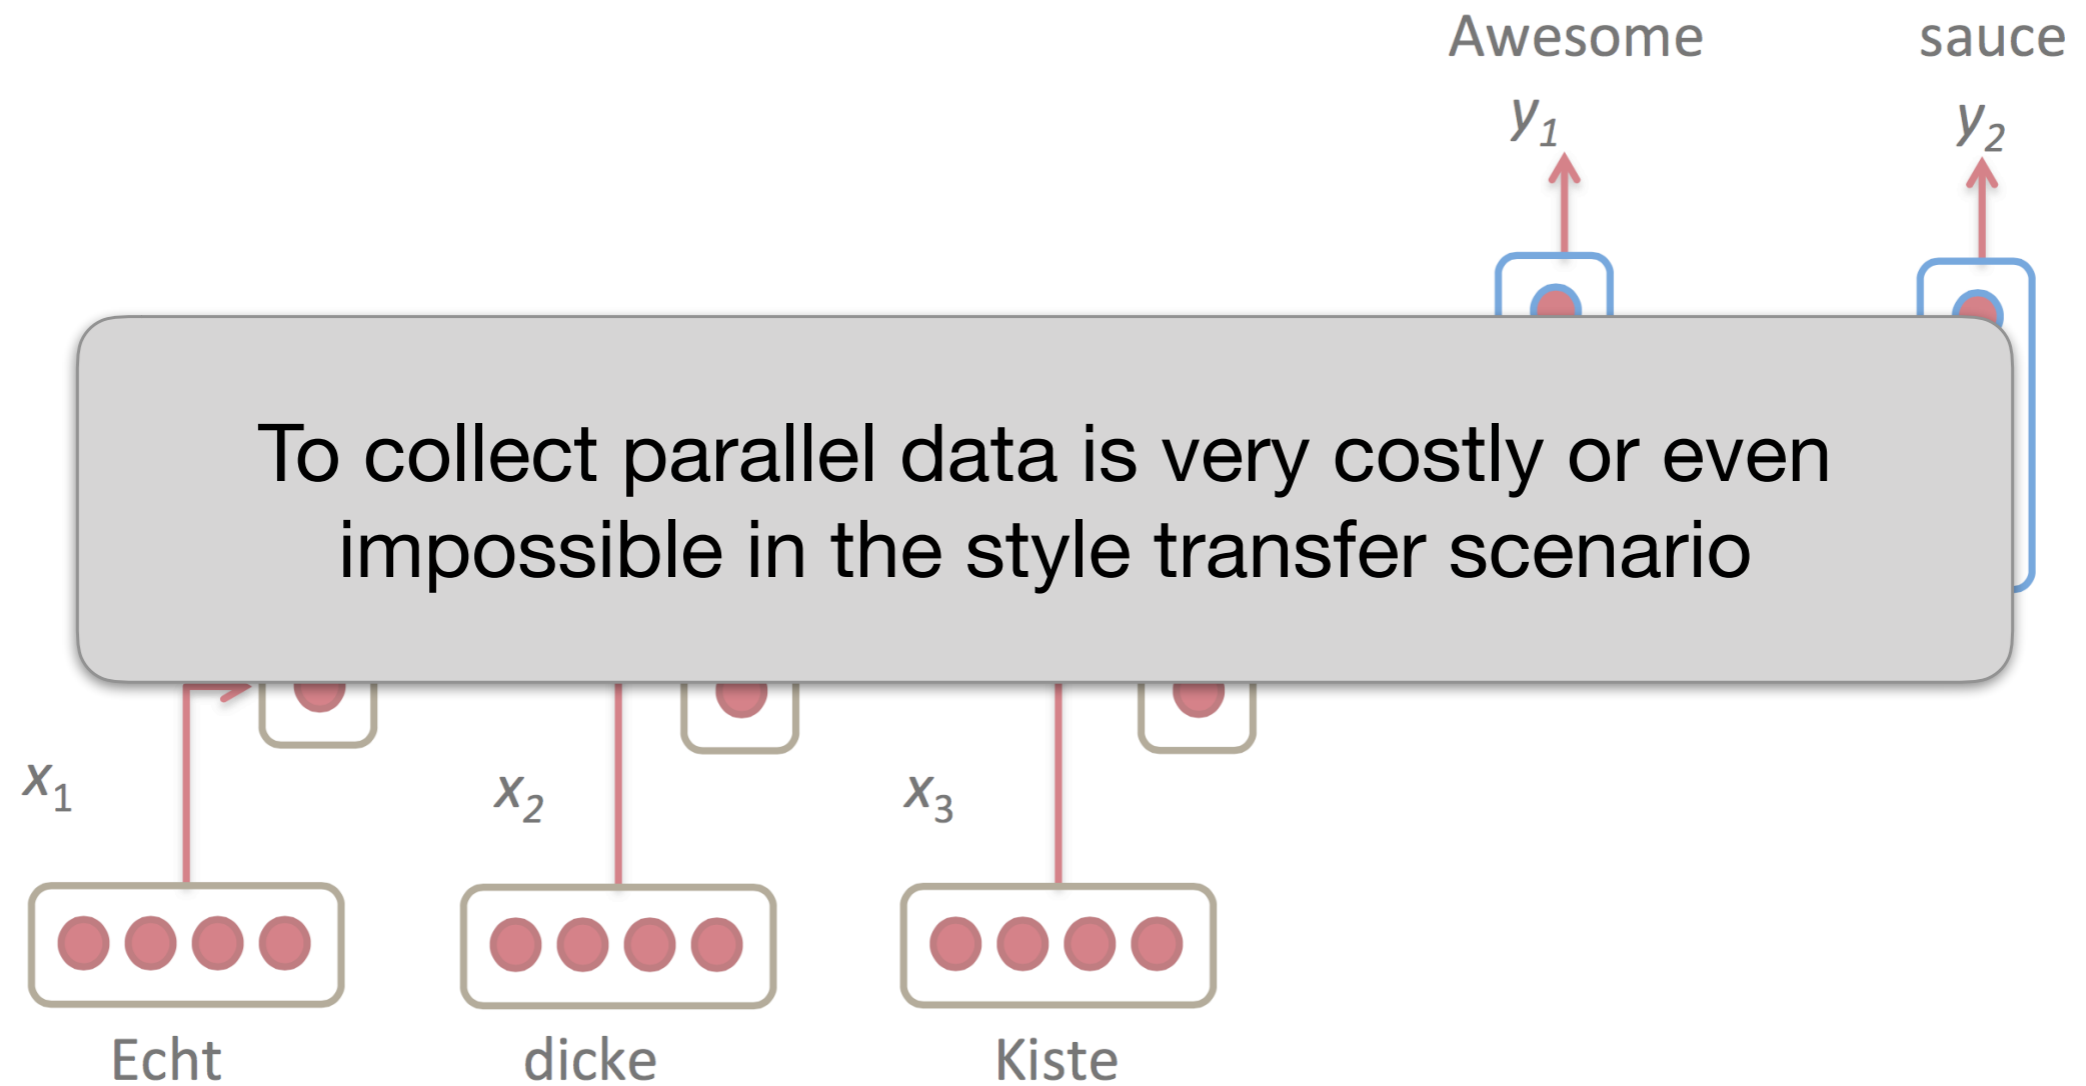 Awesome sauce
y1 y2
To collect parallel data is very costly or even
impossible in the style transfer scenario
x1 x2 x3
Echt dicke Kiste